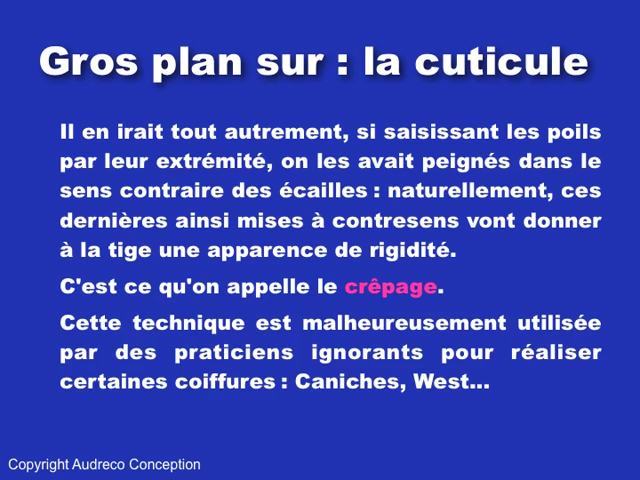 Gros plan sur : la cuticule
Il en irait tout autrement, si saisissant les poils
par leur extrémité, on les avait peignés dans le
sens contraire des écailles : naturellement, ces
dernières ainsi mises à contresens vont donner
à la tige une apparence de rigidité.
C'est ce qu'on appelle le crêpage.
Cette technique est malheureusement utilisée
par des praticiens ignorants pour réaliser
certaines coiffures : Caniches, West...
Copyright Audreco Conception